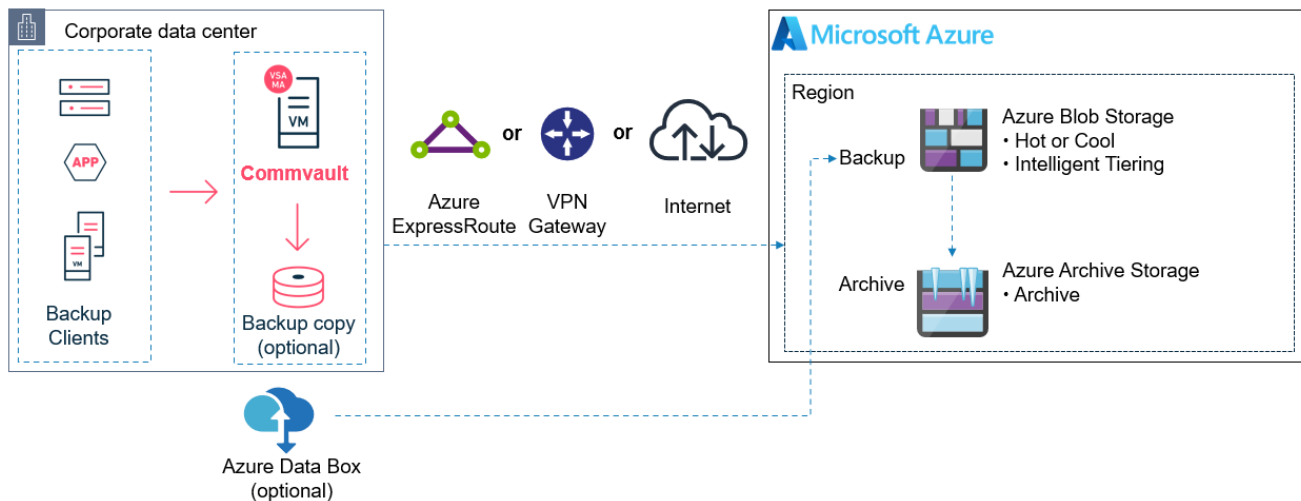 Corporate data center
APP
VM
Backup
Clients
VSA
MA
VM
Commvault
Backup copy
(optional)
Azure
ExpressRoute
or
VPN
Gateway
or
Internet
Azure Data Box
(optional)
Microsoft Azure
Region
Backup
Azure Blob Storage
• Hot or Cool
• Intelligent Tiering
Archive
Azure Archive Storage
• Archive